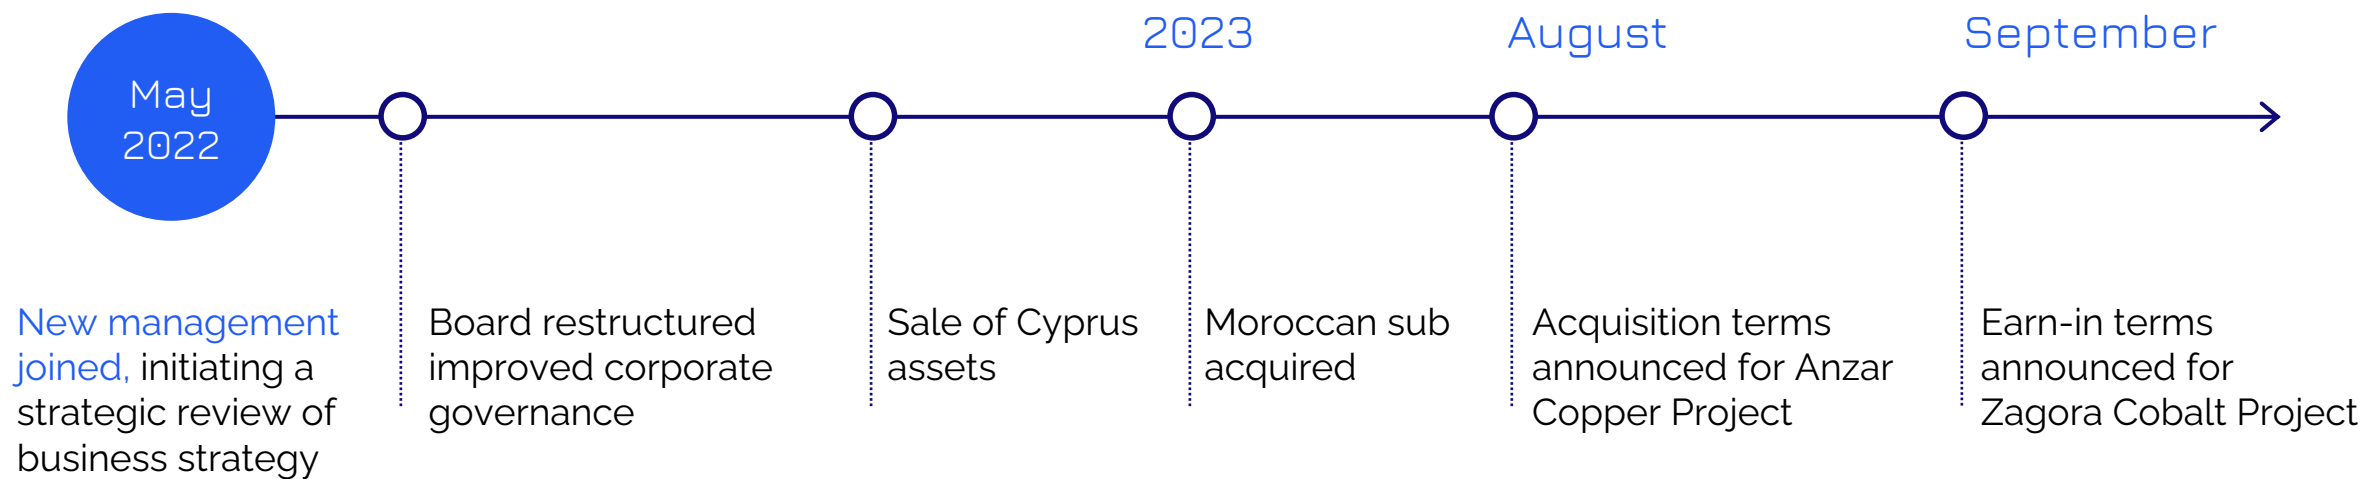 May
2022
2023
August
September
New management
joined, initiating a
strategic review of
business strategy
Board restructured
improved corporate
governance
Sale of Cyprus
assets
Moroccan sub
acquired
Acquisition terms
announced for Anzar
Copper Project
Earn-in terms
announced for
Zagora Cobalt Project